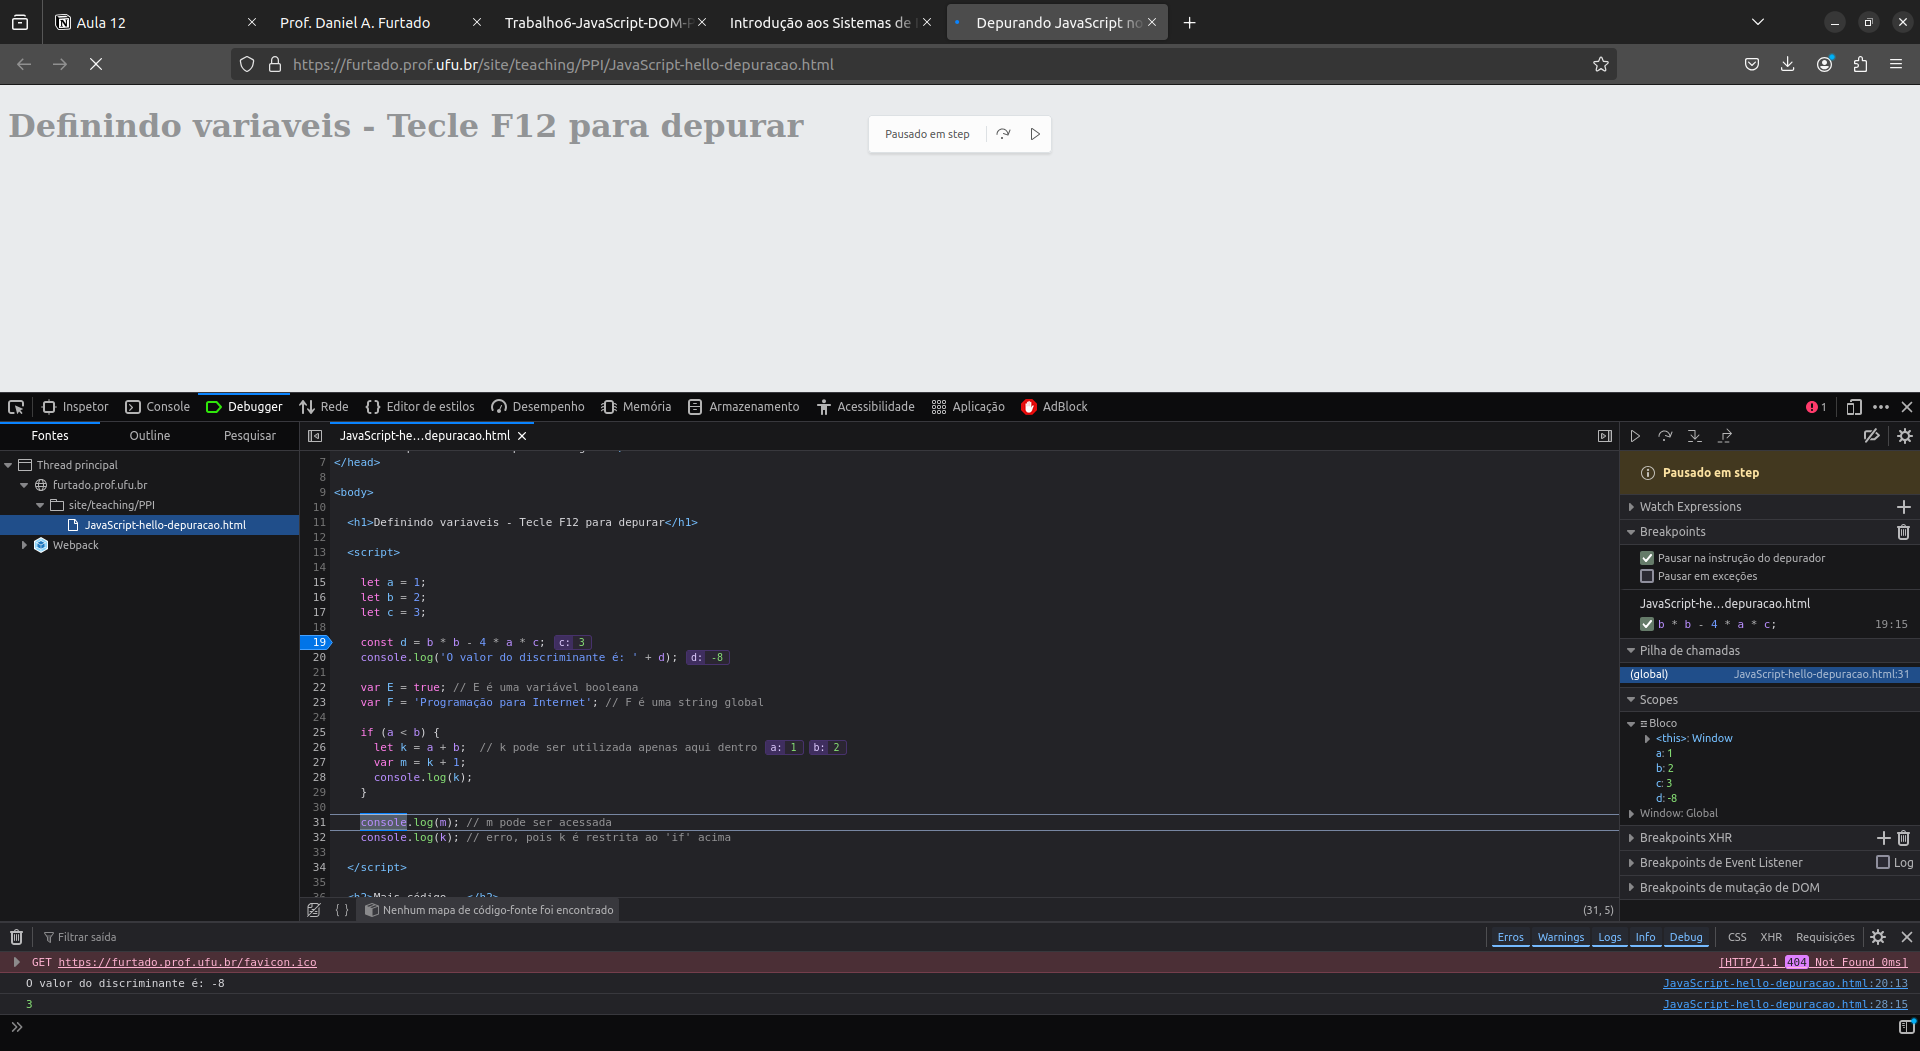 Aula 12
Prof. Daniel A. Furtado
Trabalho6-JavaScript-DOM-P
Introdução aos Sistemas de
Depurando JavaScript no
https://furtado.prof.ufu.br/site/teaching/PPI/JavaScript-hello-depuracao.html
Definindo variaveis - Tecle F12 para depurar
Pausado em step
Inspetor Console Debugger Rede Editor de estilos Desempenho Memória Armazenamento Acessibilidade Aplicação AdBlock 1
Fontes Outline Pesquisar
Thread principal
furtado.prof.ufu.br
site/teaching/PPI
JavaScript-hello-depuracao.html
Webpack
JavaScript-he…depuracao.html
7 </head>
8
9 <body>
10
11 <h1>Definindo variaveis - Tecle F12 para depurar</h1>
12
13 <script>
14
15 let a = 1;
16 let b = 2;
17 let c = 3;
18
19 const d = b * b - 4 * a * c; c: 3
20 console.log('O valor do discriminante é: ' + d); d: -8
21
22 var E = true; // E é uma variável booleana
23 var F = 'Programação para Internet'; // F é uma string global
24
25 if (a < b) {
26 let k = a + b; // k pode ser utilizada apenas aqui dentro a: 1 b: 2
27 var m = k + 1;
28 console.log(k);
29 }
30
31 console.log(m); // m pode ser acessada
32 console.log(k); // erro, pois k é restrita ao 'if' acima
33
34 </script>
35
36 <h2>Mais código...</h2>
{ } Nenhum mapa de código-fonte foi encontrado (31, 5)
Pausado em step
Watch Expressions
Breakpoints
Pausar na instrução do depurador
Pausar em exceções
JavaScript-he…depuracao.html
b * b - 4 * a * c; 19:15
Pilha de chamadas
(global) JavaScript-hello-depuracao.html:31
Scopes
Bloco
<this>: Window
a: 1
b: 2
c: 3
d: -8
Window: Global
Breakpoints XHR
Breakpoints de Event Listener Log
Breakpoints de mutação de DOM
Filtrar saída Erros Warnings Logs Info Debug CSS XHR Requisições
GET https://furtado.prof.ufu.br/favicon.ico [HTTP/1.1 404 Not Found 0ms]
O valor do discriminante é: -8 JavaScript-hello-depuracao.html:20:13
3 JavaScript-hello-depuracao.html:28:15